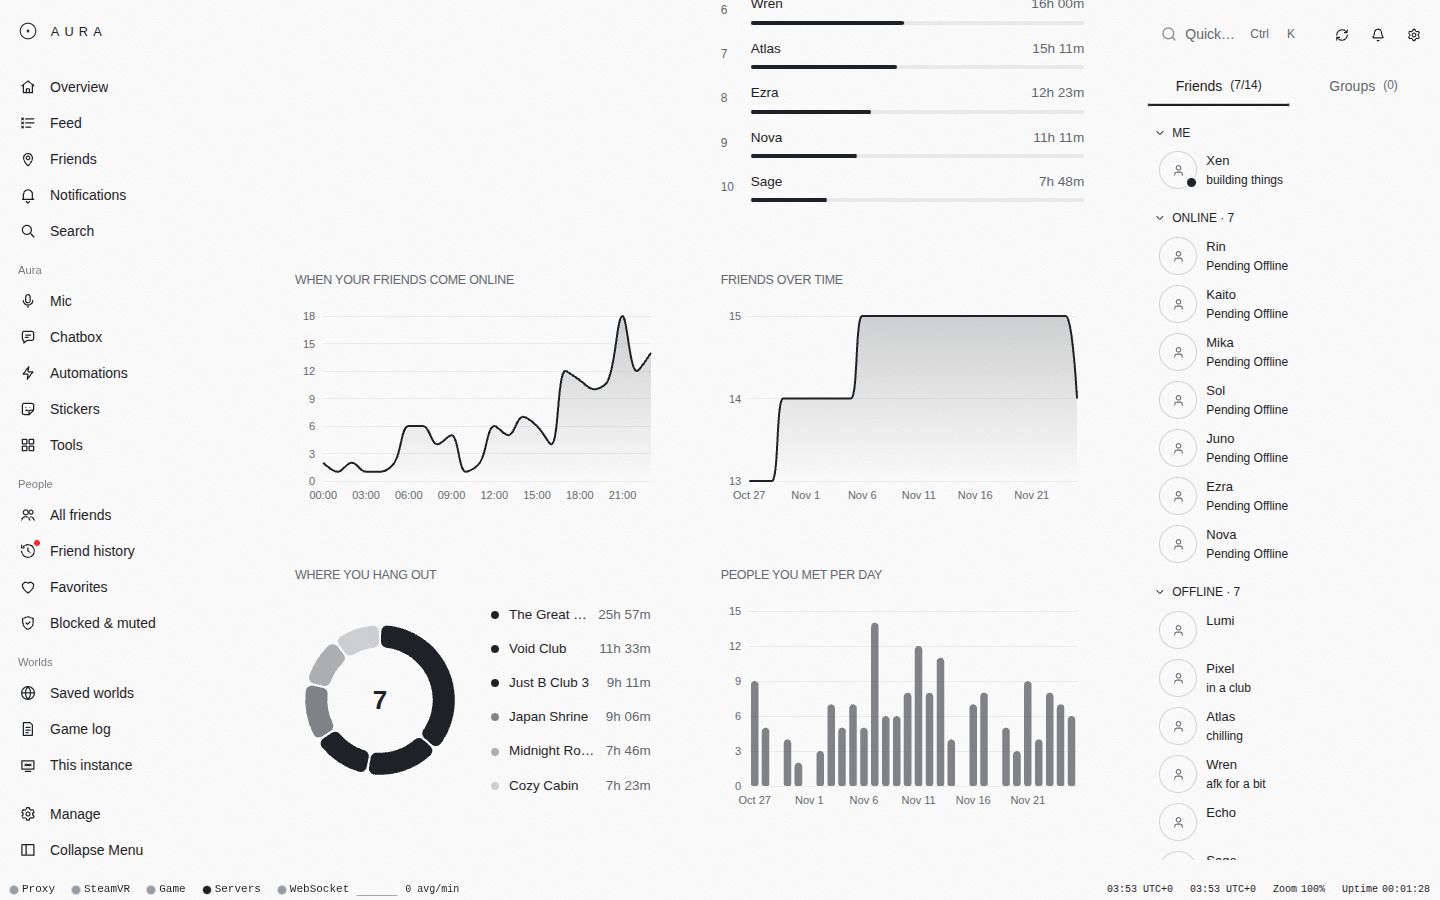 AURA
Overview
Feed
Friends
Notifications
Search
Aura
Mic
Chatbox
Automations
Stickers
Tools
People
All friends
Friend history
Favorites
Blocked & muted
Worlds
Saved worlds
Game log
This instance
Manage
Collapse Menu
6 Wren 16h 00m
7 Atlas 15h 11m
8 Ezra 12h 23m
9 Nova 11h 11m
10 Sage 7h 48m
WHEN YOUR FRIENDS COME ONLINE
18
15
12
9
6
3
0
00:00 03:00 06:00 09:00 12:00 15:00 18:00 21:00
FRIENDS OVER TIME
15
14
13
Oct 27 Nov 1 Nov 6 Nov 11 Nov 16 Nov 21
WHERE YOU HANG OUT
7
The Great … 25h 57m
Void Club 11h 33m
Just B Club 3 9h 11m
Japan Shrine 9h 06m
Midnight Ro… 7h 46m
Cozy Cabin 7h 23m
PEOPLE YOU MET PER DAY
15
12
9
6
3
0
Oct 27 Nov 1 Nov 6 Nov 11 Nov 16 Nov 21
Quick… Ctrl K
Friends (7/14) Groups (0)
ME
Xen
building things
ONLINE · 7
Rin
Pending Offline
Kaito
Pending Offline
Mika
Pending Offline
Sol
Pending Offline
Juno
Pending Offline
Ezra
Pending Offline
Nova
Pending Offline
OFFLINE · 7
Lumi
Pixel
in a club
Atlas
chilling
Wren
afk for a bit
Echo
Sage
Proxy SteamVR Game Servers WebSocket 0 avg/min
03:53 UTC+0 03:53 UTC+0 Zoom 100% Uptime 00:01:28